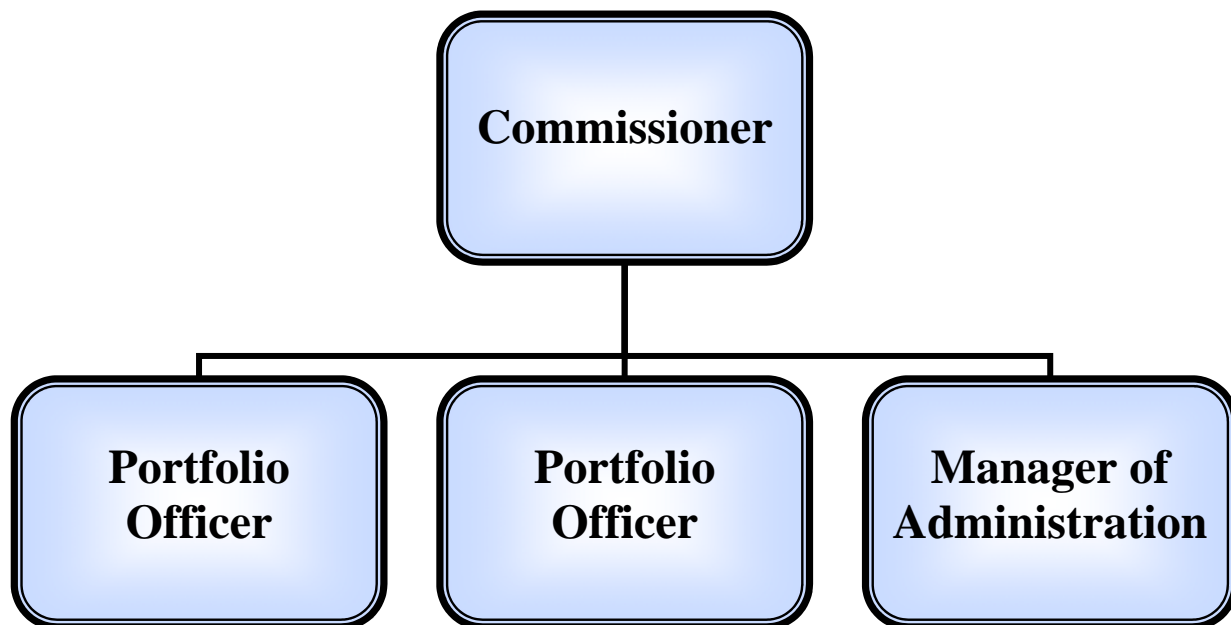 Commissioner
Portfolio
Officer
Portfolio
Officer
Manager of
Administration